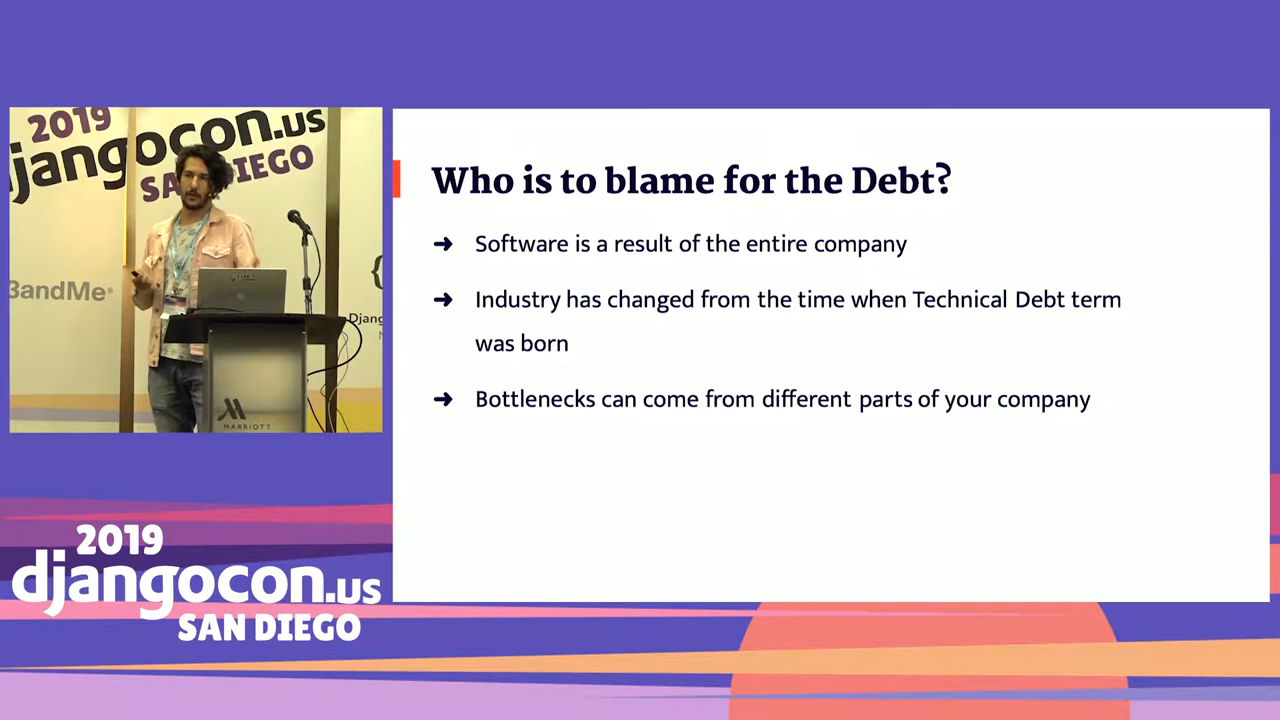 2019
djangocon.us
SAN DIEGO
3andMe
Djang
MARRIOTT
Who is to blame for the Debt?
➜ Software is a result of the entire company
➜ Industry has changed from the time when Technical Debt term
was born
➜ Bottlenecks can come from different parts of your company
2019
djangocon.us
SAN DIEGO